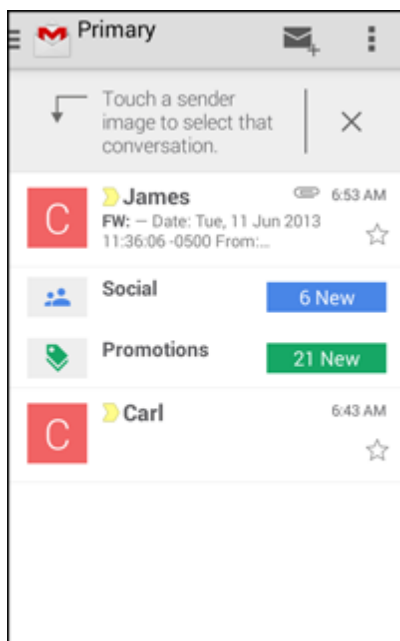 Primary
Touch a sender
image to select that
conversation.
C
James
6:53 AM
FW: – Date: Tue, 11 Jun 2013
11:36:06 -0500 From:...
Social
6 New
Promotions
21 New
C
Carl
6:43 AM